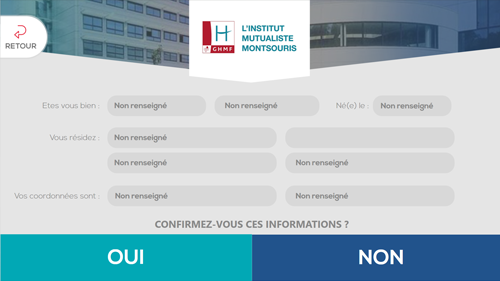 RETOUR
H
GHMF
L'INSTITUT
MUTUALISTE
MONTSOURIS
Etes vous bien : Non renseigné Non renseigné Né(e) le : Non renseigné
Vous résidez : Non renseigné
Non renseigné Non renseigné
Vos coordonnées sont : Non renseigné Non renseigné
CONFIRMEZ-VOUS CES INFORMATIONS ?
OUI NON